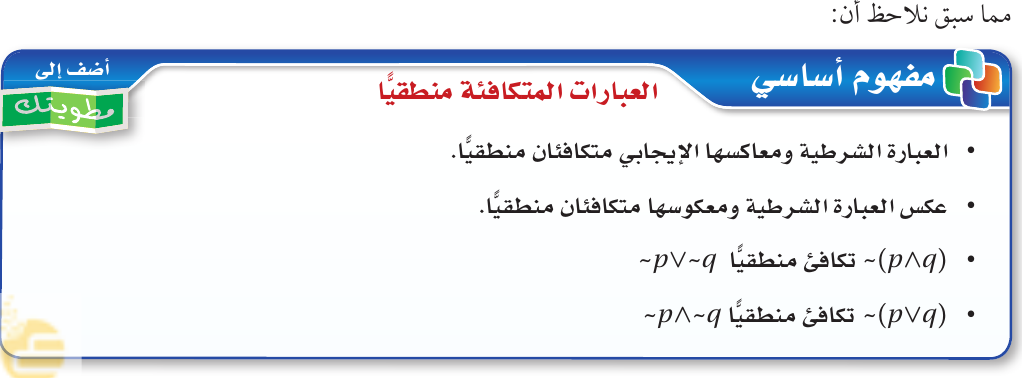 مما سبق نلاحظ أن:
مفهوم أساسي
العبارات المتكافئة منطقيًّا
أضف إلى
مطويتك
• العبارة الشرطية ومعاكسها الإيجابي متكافئان منطقيًّا.
• عكس العبارة الشرطية ومعكوسها متكافئان منطقيًّا.
• ~(p∧q) تكافئ منطقيًّا ~p∨~q
• ~(p∨q) تكافئ منطقيًّا ~p∧~q